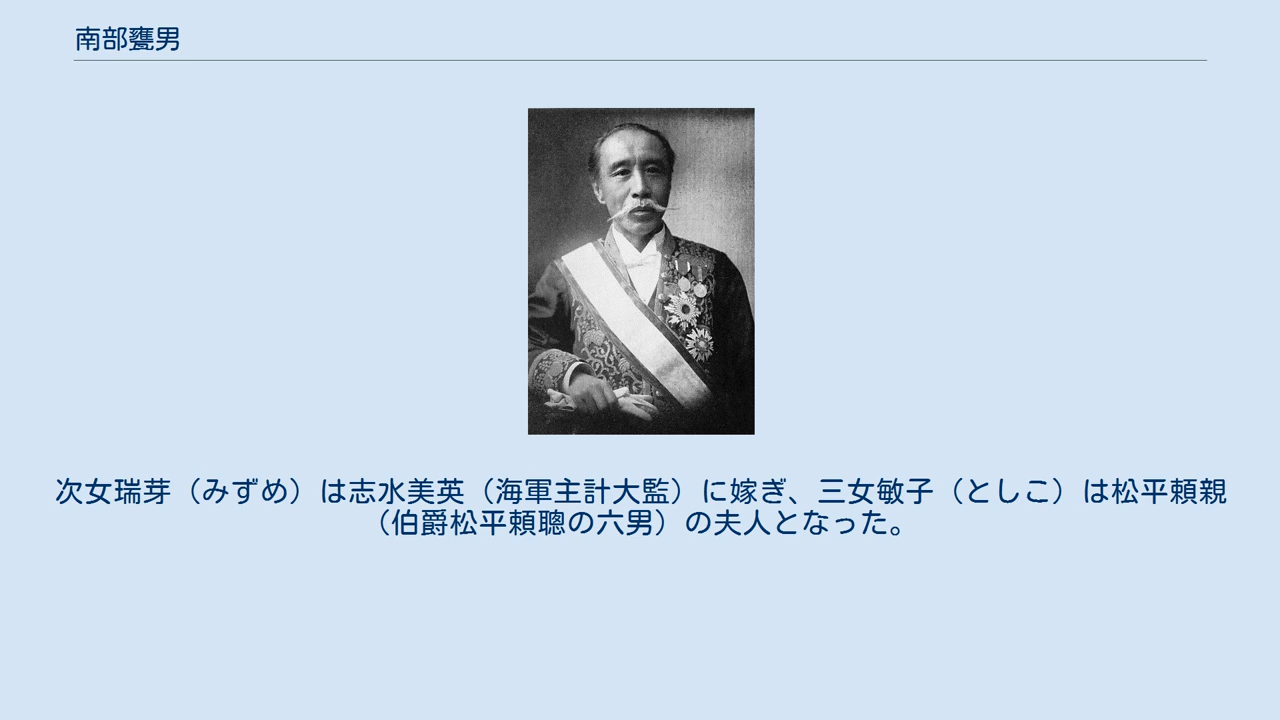 南部甕男
次女瑞芽（みずめ）は志水美英（海軍主計大監）に嫁ぎ、三女敏子（としこ）は松平頼親
（伯爵松平頼聰の六男）の夫人となった。